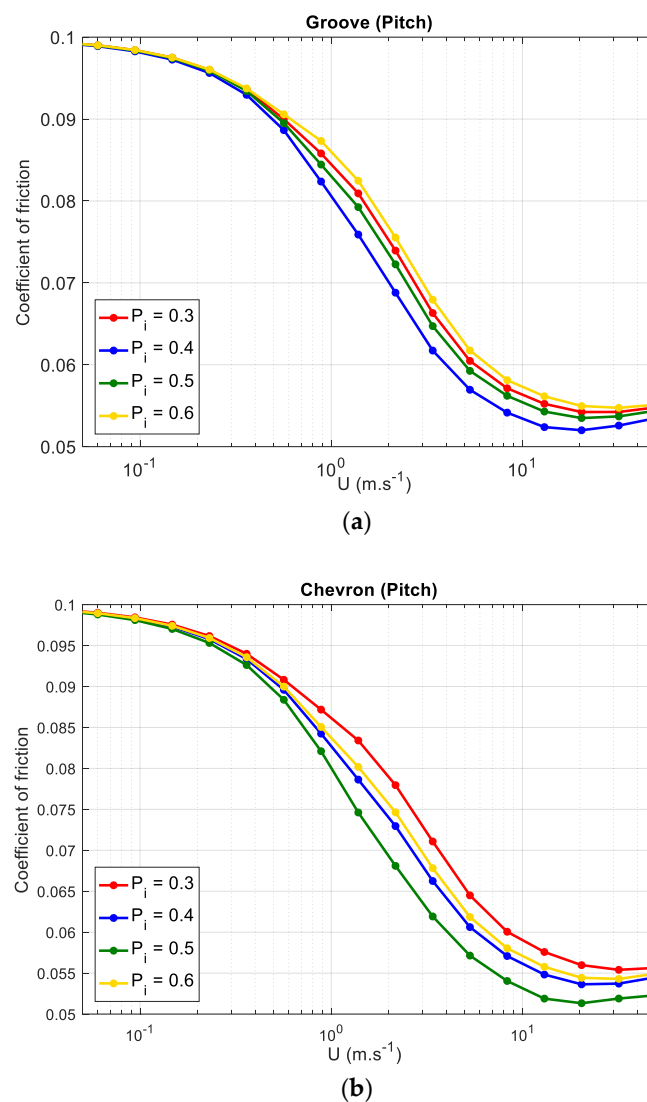 Groove (Pitch)
0.1
0.09
0.08
0.07
0.06
0.05
Coefficient of friction
P_i = 0.3
P_i = 0.4
P_i = 0.5
P_i = 0.6
10^-1
10^0
10^1
U (m.s^-1)
(a)
Chevron (Pitch)
0.1
0.095
0.09
0.085
0.08
0.075
0.07
0.065
0.06
0.055
0.05
Coefficient of friction
P_i = 0.3
P_i = 0.4
P_i = 0.5
P_i = 0.6
10^-1
10^0
10^1
U (m.s^-1)
(b)